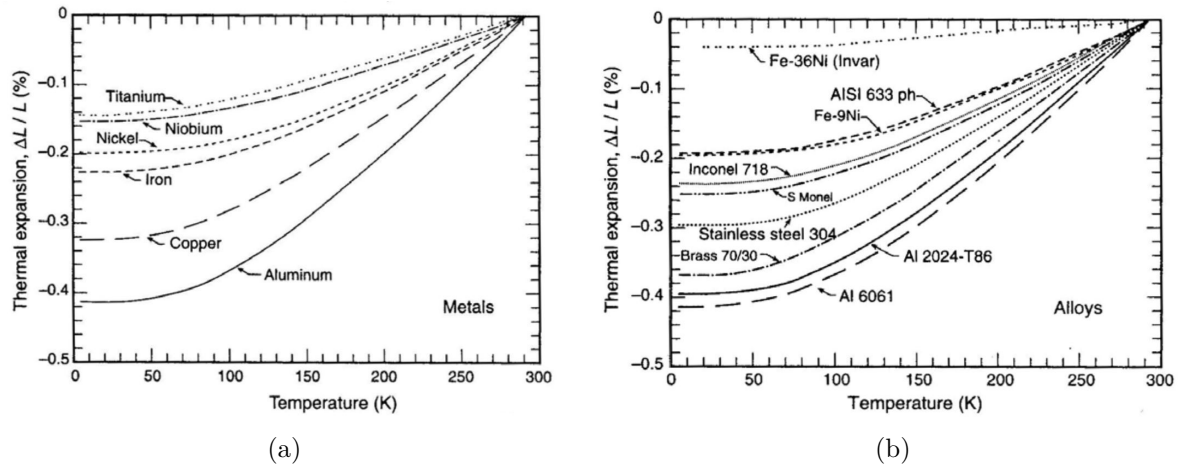 0
−0.1
−0.2
−0.3
−0.4
−0.5
Thermal expansion, ΔL / L (%)
Titanium
Niobium
Nickel
Iron
Copper
Aluminum
Metals
0 50 100 150 200 250 300
Temperature (K)
(a)
0
−0.1
−0.2
−0.3
−0.4
−0.5
Thermal expansion, ΔL / L (%)
Fe-36Ni (Invar)
AISI 633 ph
Fe-9Ni
Inconel 718
S Monel
Stainless steel 304
Brass 70/30
Al 2024-T86
Al 6061
Alloys
0 50 100 150 200 250 300
Temperature (K)
(b)